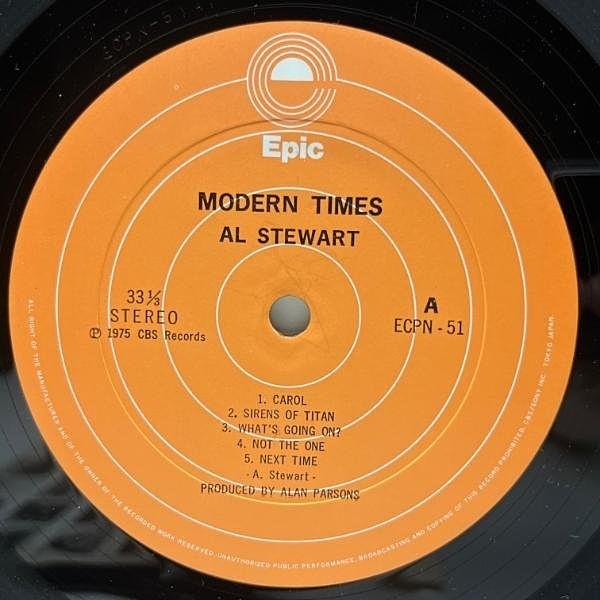 Epic
MODERN TIMES
AL STEWART
33⅓
STEREO
Ⓟ 1975 CBS Records
A
ECPN - 51
1. CAROL
2. SIRENS OF TITAN
3. WHAT'S GOING ON?
4. NOT THE ONE
5. NEXT TIME
- A. Stewart -
PRODUCED BY ALAN PARSONS
ALL RIGHT OF THE MANUFACTURER AND OF THE OWNER OF THE RECORDED WORK RESERVED. UNAUTHORIZED PUBLIC PERFORMANCE, BROADCASTING AND COPYING OF THIS RECORD PROHIBITED. CBS/SONY INC. TOKYO JAPAN.